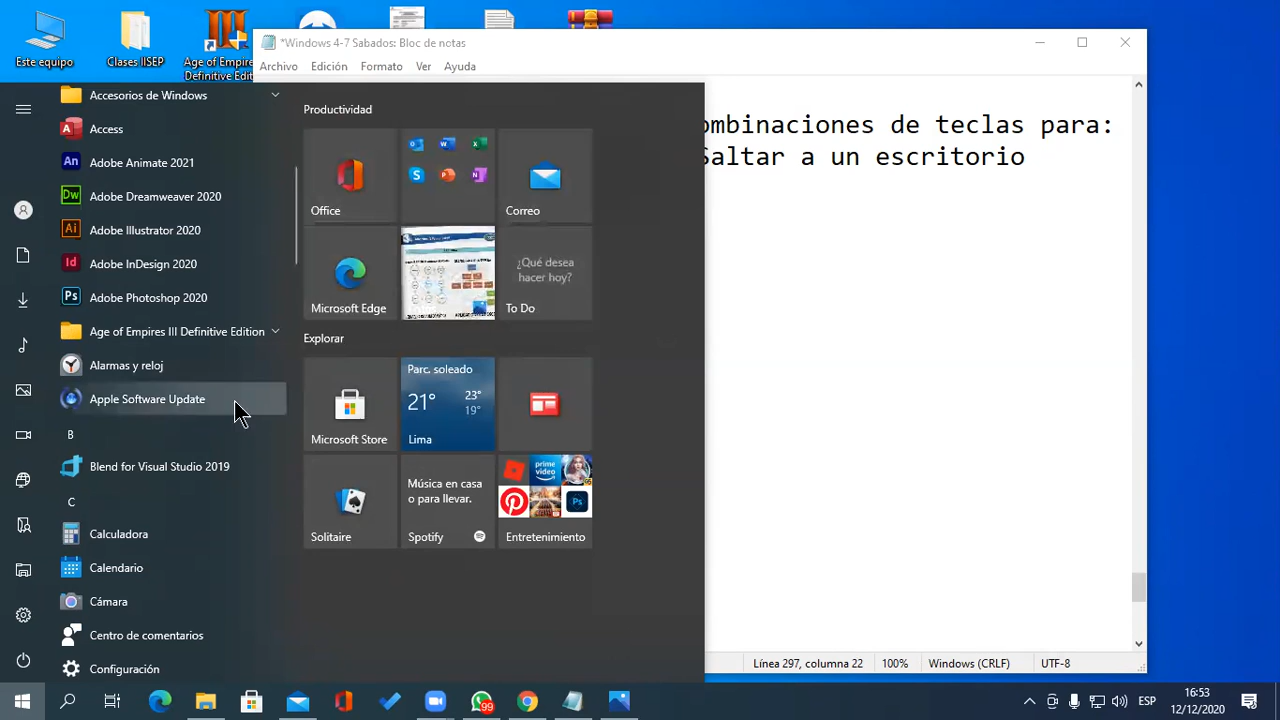 Este equipo
Clases IISEP
Age of Empires
Definitive Edition
*Windows 4-7 Sabados: Bloc de notas
Archivo
Edición
Formato
Ver
Ayuda
ombinaciones de teclas para:
Saltar a un escritorio
Accesorios de Windows
Access
Adobe Animate 2021
Adobe Dreamweaver 2020
Adobe Illustrator 2020
Adobe InDesign 2020
Adobe Photoshop 2020
Age of Empires III Definitive Edition
Alarmas y reloj
Apple Software Update
B
Blend for Visual Studio 2019
C
Calculadora
Calendario
Cámara
Centro de comentarios
Configuración
Productividad
Office
Correo
Microsoft Edge
¿Qué desea
hacer hoy?
To Do
Explorar
Microsoft Store
Parc. soleado
21°
23°
19°
Lima
Solitaire
Música en casa
o para llevar.
Spotify
prime
video
Ps
Entretenimiento
Línea 297, columna 22
100%
Windows (CRLF)
UTF-8
99
ESP
16:53
12/12/2020